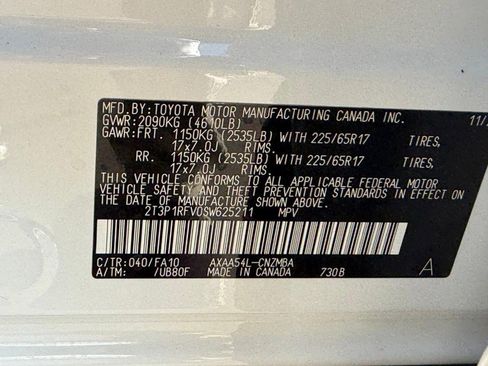 MFD.BY:TOYOTA MOTOR MANUFACTURING CANADA INC. 11/
GVWR:2090KG (4610LB)
GAWR:FRT. 1150KG (2535LB) WITH 225/65R17 TIRES,
17x7.0J RIMS,
RR. 1150KG (2535LB) WITH 225/65R17 TIRES,
17x7.0J RIMS.
THIS VEHICLE CONFORMS TO ALL APPLICABLE FEDERAL MOTOR
VEHICLE SAFETY AND THEFT PREVENTION STANDARDS IN EFFECT ON
THE DATE OF MANUFACTURE SHOWN ABOVE.
2T3P1RFV0SW625211 MPV
C/TR:040/FA10 AXAA54L-CNZMBA
A/TM: /UB80F MADE IN CANADA 730B
A